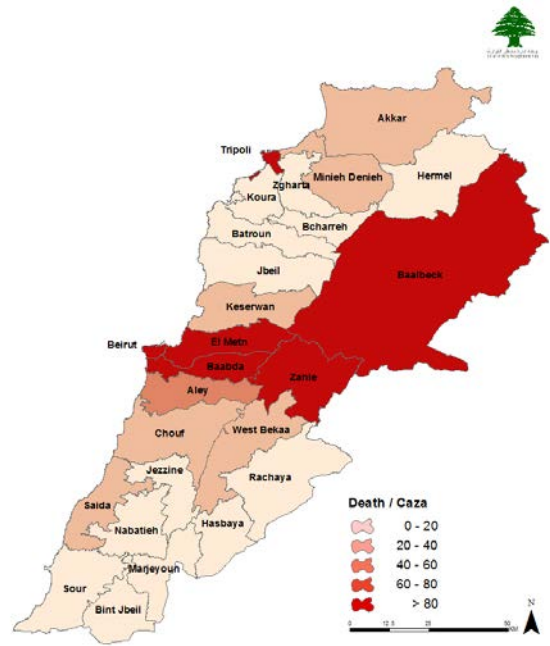 Akkar
Tripoli
Minieh Denieh
Hermel
Zgharta
Koura
Bcharreh
Batroun
Jbeil
Baalbeck
Keserwan
El Metn
Beirut
Baabda
Zahle
Aley
Chouf
West Bekaa
Jezzine
Rachaya
Saida
Hasbaya
Nabatieh
Marjeyoun
Sour
Bint Jbeil
Death / Caza
0 - 20
20 - 40
40 - 60
60 - 80
> 80
N
0 12.5 25 50